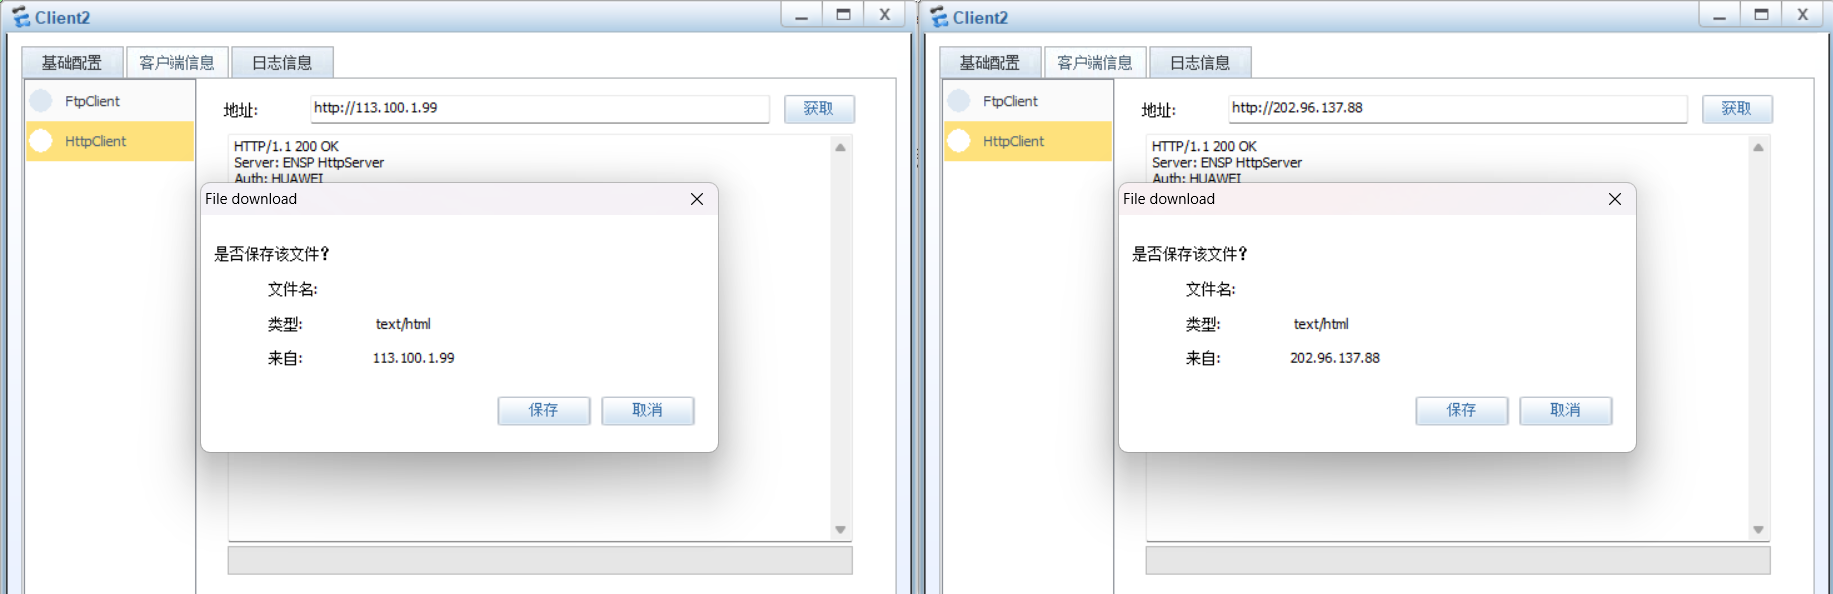 Client2
基础配置 客户端信息 日志信息
FtpClient
HttpClient
地址: http://113.100.1.99 获取
HTTP/1.1 200 OK
Server: ENSP HttpServer
Auth: HUAWEI
File download
是否保存该文件?
文件名:
类型: text/html
来自: 113.100.1.99
保存 取消
Client2
基础配置 客户端信息 日志信息
FtpClient
HttpClient
地址: http://202.96.137.88 获取
HTTP/1.1 200 OK
Server: ENSP HttpServer
Auth: HUAWEI
File download
是否保存该文件?
文件名:
类型: text/html
来自: 202.96.137.88
保存 取消